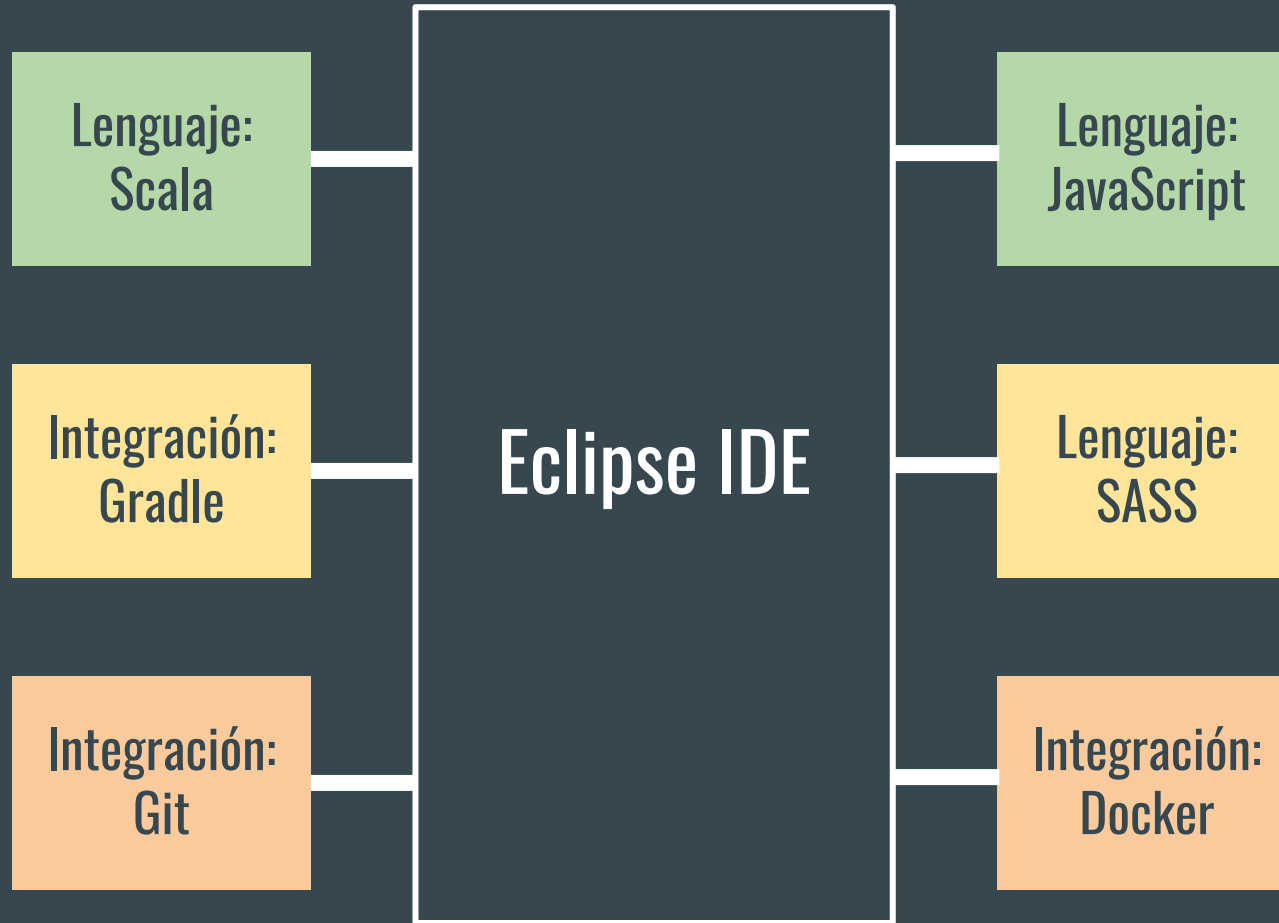 Lenguaje:
Scala
Integración:
Gradle
Integración:
Git
Eclipse IDE
Lenguaje:
JavaScript
Lenguaje:
SASS
Integración:
Docker